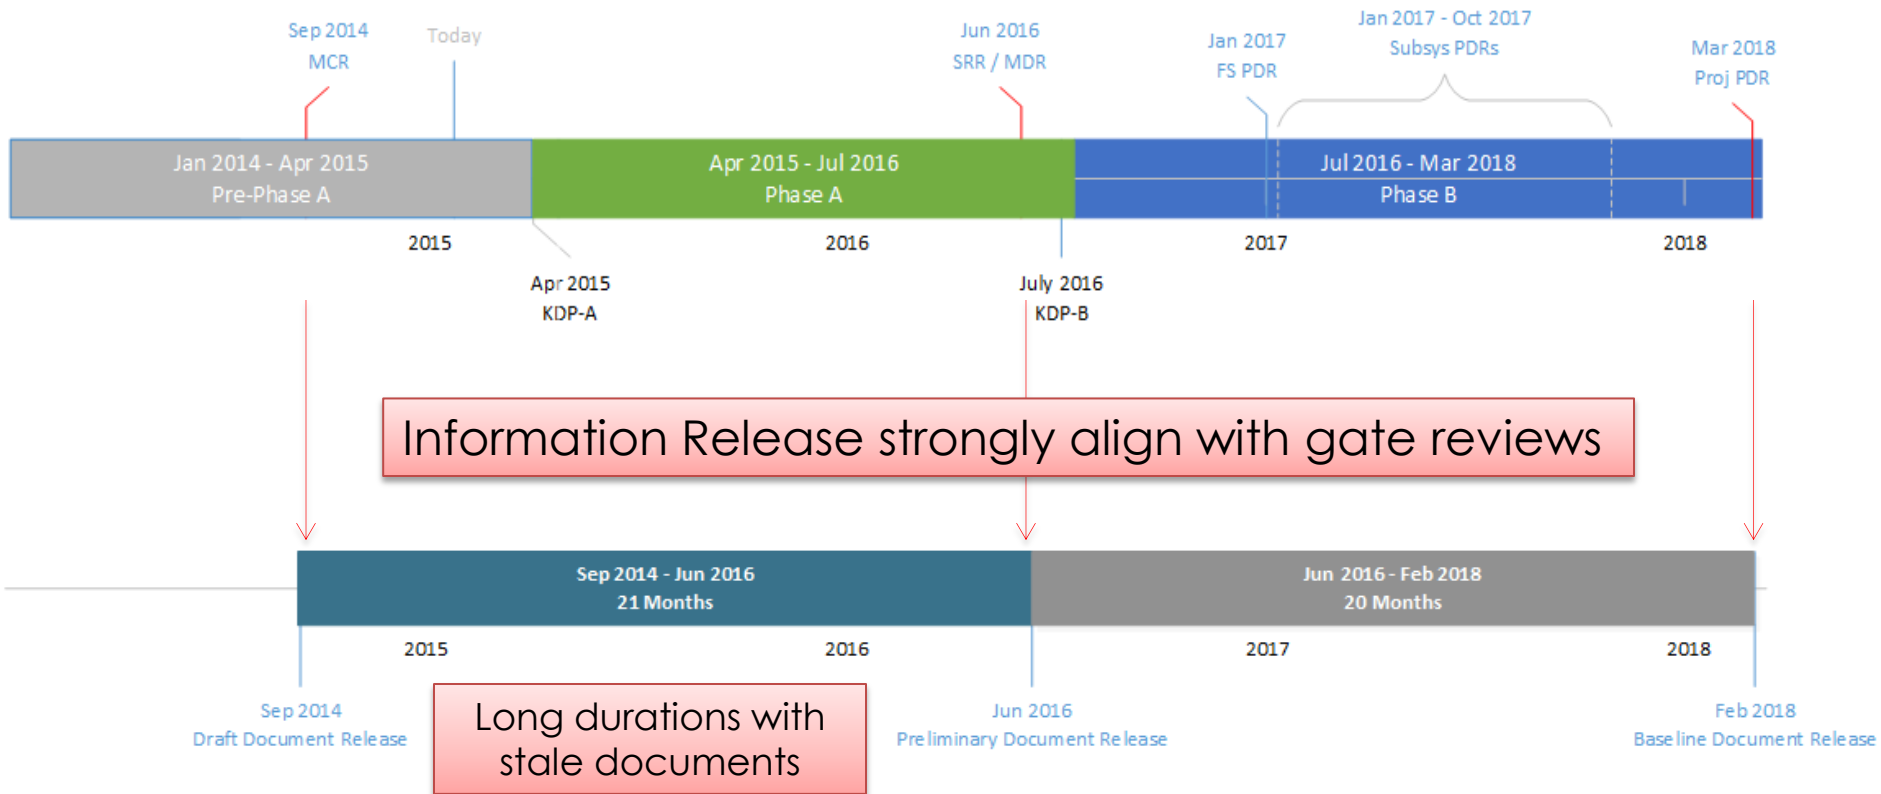 Sep 2014
MCR
Today
Jun 2016
SRR / MDR
Jan 2017
FS PDR
Jan 2017 - Oct 2017
Subsys PDRs
Mar 2018
Proj PDR
Jan 2014 - Apr 2015
Pre-Phase A
Apr 2015 - Jul 2016
Phase A
Jul 2016 - Mar 2018
Phase B
2015
2016
2017
2018
Apr 2015
KDP-A
July 2016
KDP-B
Information Release strongly align with gate reviews
Sep 2014 - Jun 2016
21 Months
Jun 2016 - Feb 2018
20 Months
2015
2016
2017
2018
Sep 2014
Draft Document Release
Long durations with
stale documents
Jun 2016
Preliminary Document Release
Feb 2018
Baseline Document Release